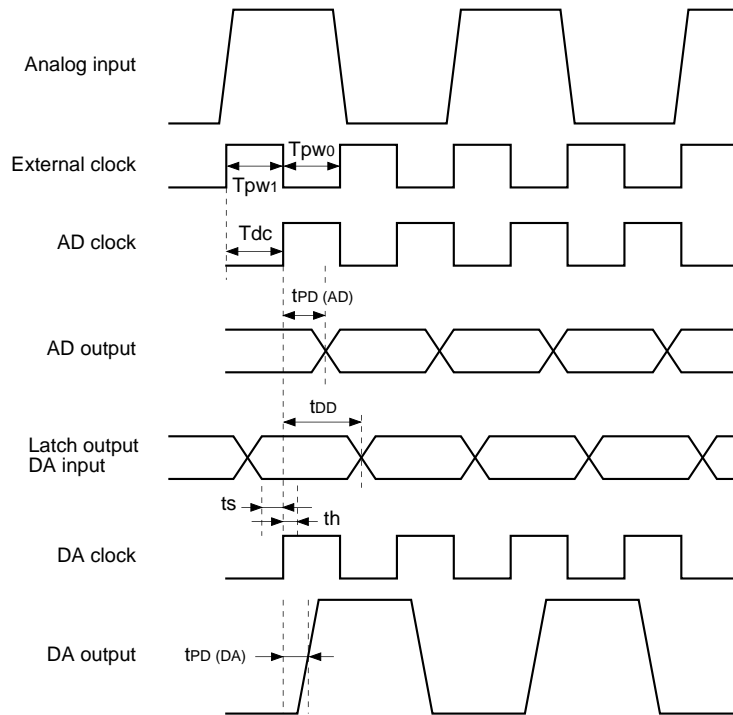 Analog input
External clock
Tpw0
Tpw1
AD clock
Tdc
tPD (AD)
AD output
tDD
Latch output
DA input
ts
th
DA clock
tPD (DA)
DA output